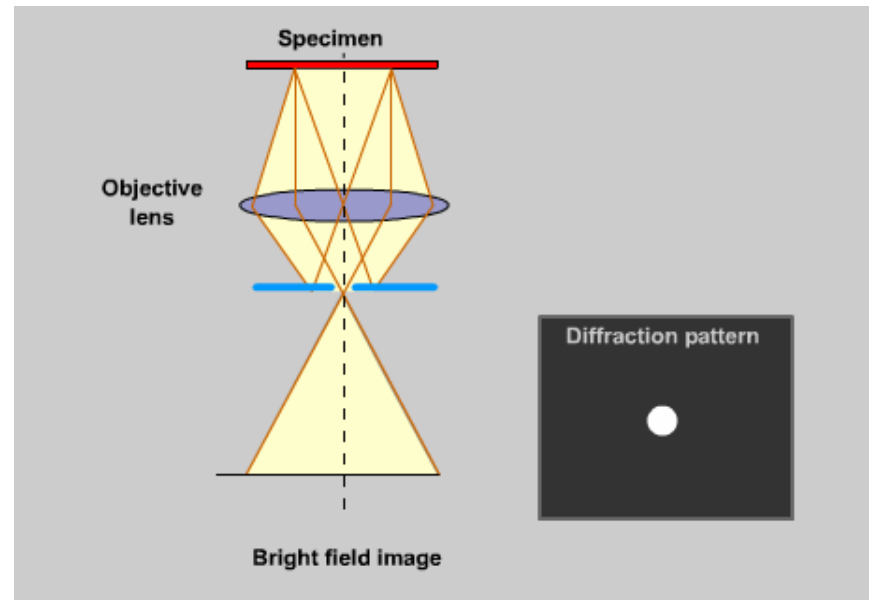 Specimen
Objective
lens
Diffraction pattern
Bright field image